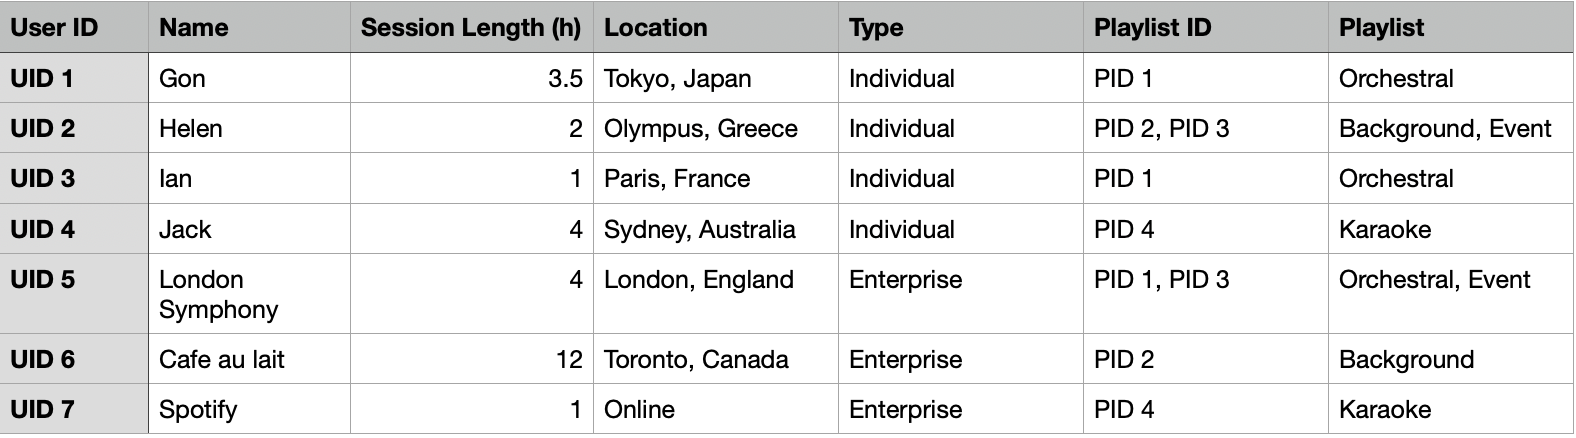 User ID Name Session Length (h) Location Type Playlist ID Playlist
UID 1 Gon 3.5 Tokyo, Japan Individual PID 1 Orchestral
UID 2 Helen 2 Olympus, Greece Individual PID 2, PID 3 Background, Event
UID 3 Ian 1 Paris, France Individual PID 1 Orchestral
UID 4 Jack 4 Sydney, Australia Individual PID 4 Karaoke
UID 5 London 4 London, England Enterprise PID 1, PID 3 Orchestral, Event
Symphony
UID 6 Cafe au lait 12 Toronto, Canada Enterprise PID 2 Background
UID 7 Spotify 1 Online Enterprise PID 4 Karaoke